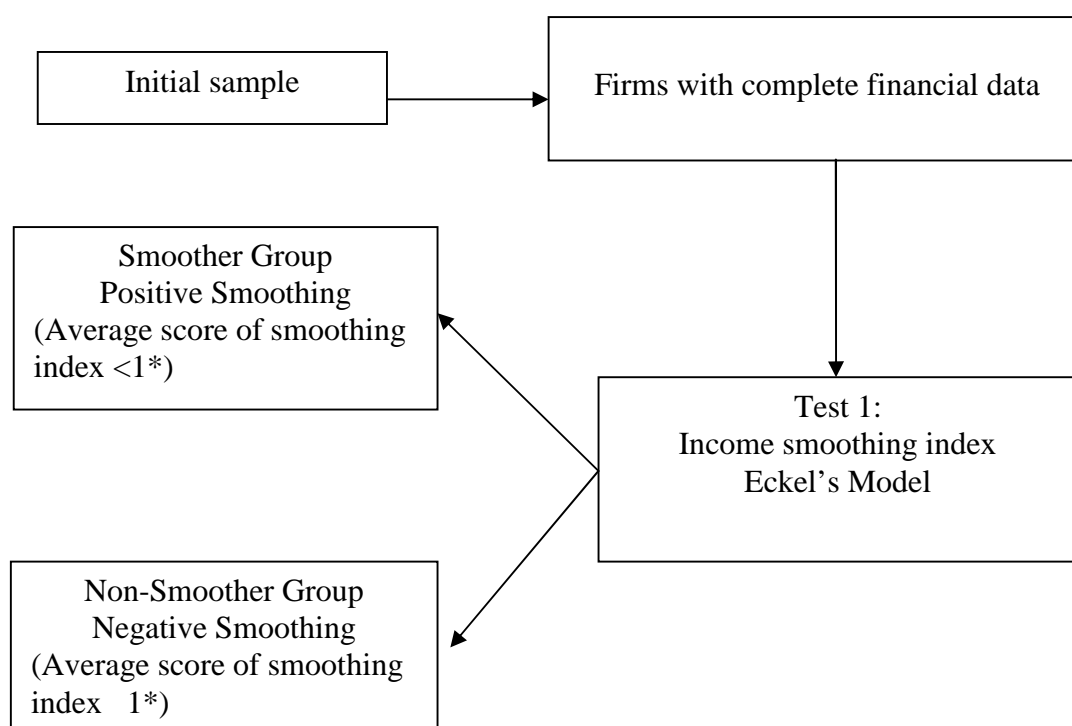 Initial sample
Firms with complete financial data
Smoother Group
Positive Smoothing
(Average score of smoothing
index <1*)
Test 1:
Income smoothing index
Eckel’s Model
Non-Smoother Group
Negative Smoothing
(Average score of smoothing
index 1*)